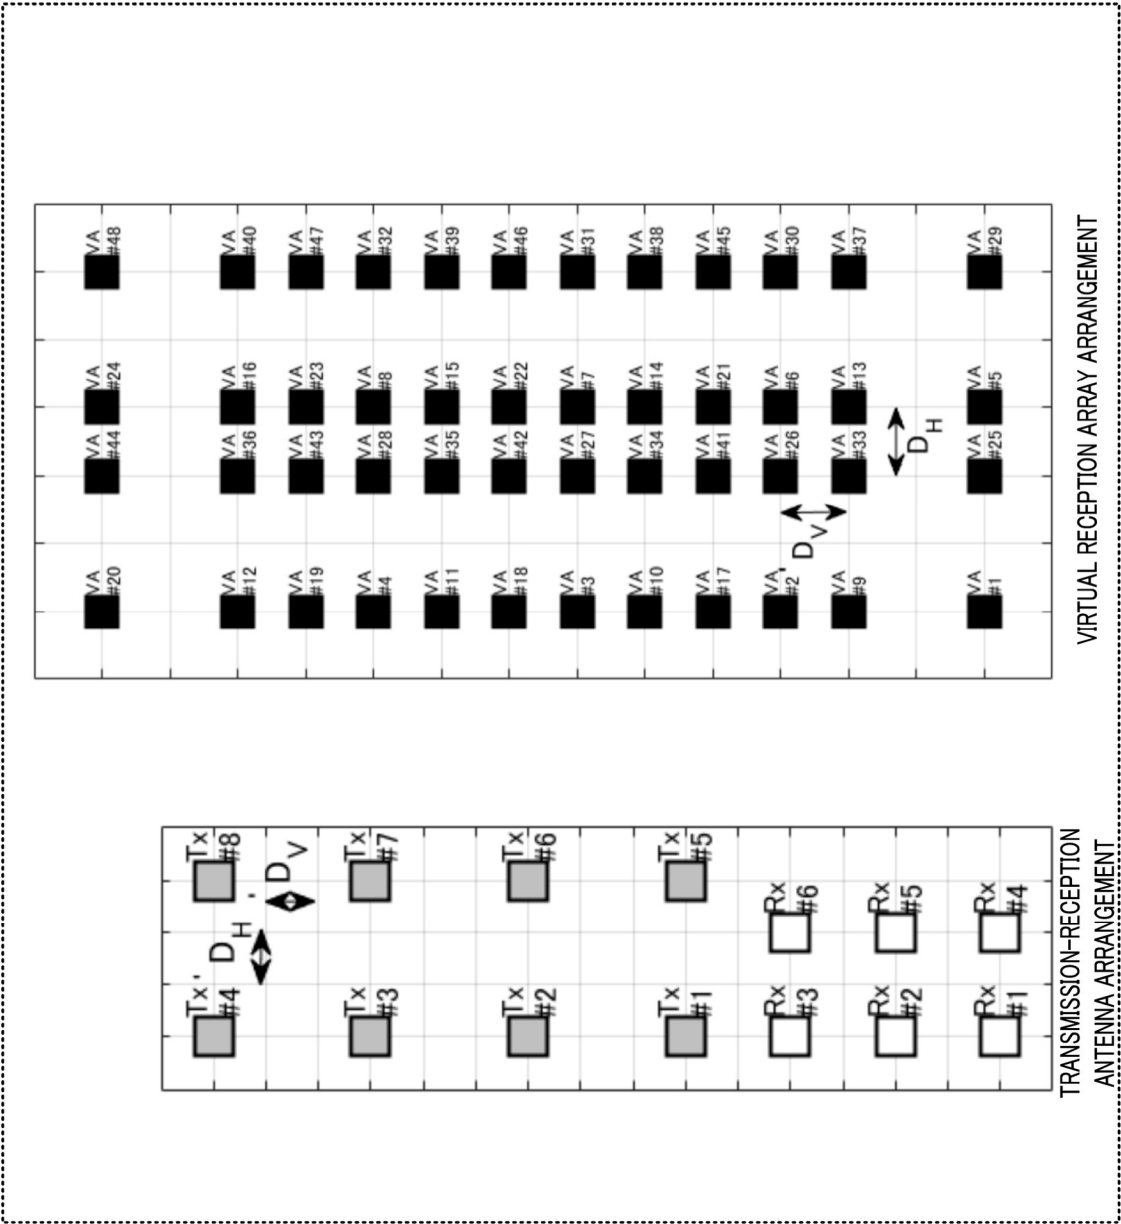 VA
#48
VA
#40
VA
#47
VA
#32
VA
#39
VA
#46
VA
#31
VA
#38
VA
#45
VA
#30
VA
#37
VA
#29
VA
#24
VA
#16
VA
#23
VA
#8
VA
#15
VA
#22
VA
#7
VA
#14
VA
#21
VA
#6
VA
#13
VA
#5
VA
#44
VA
#36
VA
#43
VA
#28
VA
#35
VA
#42
VA
#27
VA
#34
VA
#41
VA
#26
VA
#33
VA
#25
DH
DV
VA
#20
VA
#12
VA
#19
VA
#4
VA
#11
VA
#18
VA
#3
VA
#10
VA
#17
VA
#2
VA
#9
VA
#1
VIRTUAL RECEPTION ARRAY ARRANGEMENT
Tx
#8
Tx
#7
Tx
#6
Tx
#5
DV
DH
Rx
#6
Rx
#5
Rx
#4
Tx
#4
Tx
#3
Tx
#2
Tx
#1
Rx
#3
Rx
#2
Rx
#1
TRANSMISSION-RECEPTION
ANTENNA ARRANGEMENT